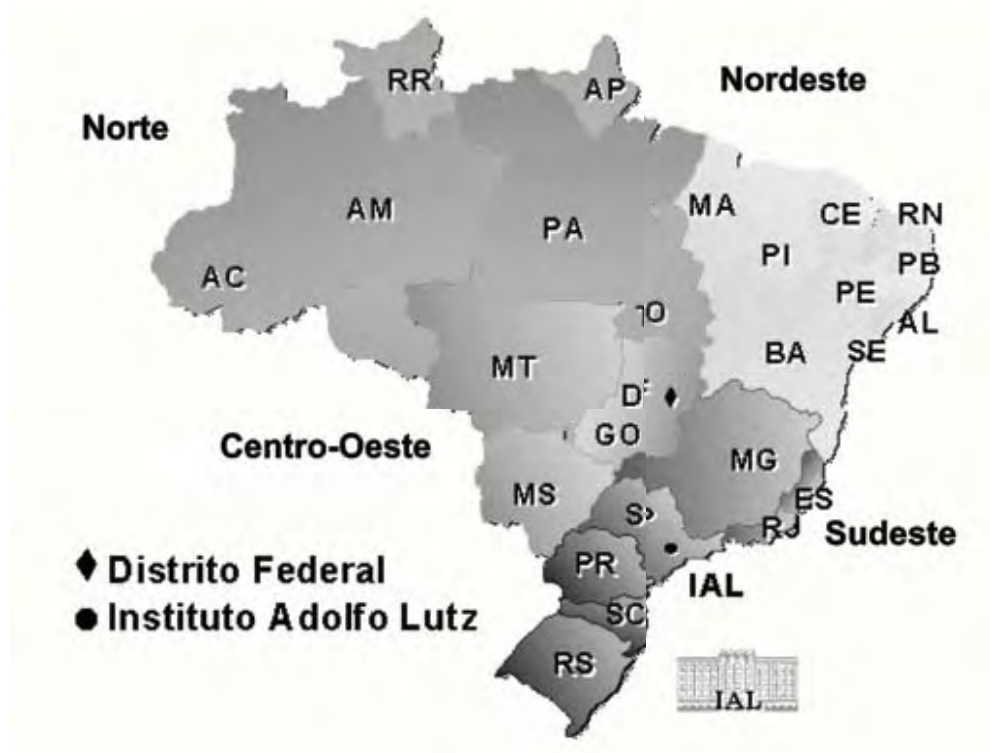 RR
AP
Nordeste
Norte
AM
PA
MA
CE
RN
PI
PB
AC
PE
AL
TO
MT
BA
SE
GO
Centro-Oeste
MG
MS
ES
RJ
Sudeste
PR
IAL
♦ Distrito Federal
● Instituto Adolfo Lutz
SC
RS
IAL